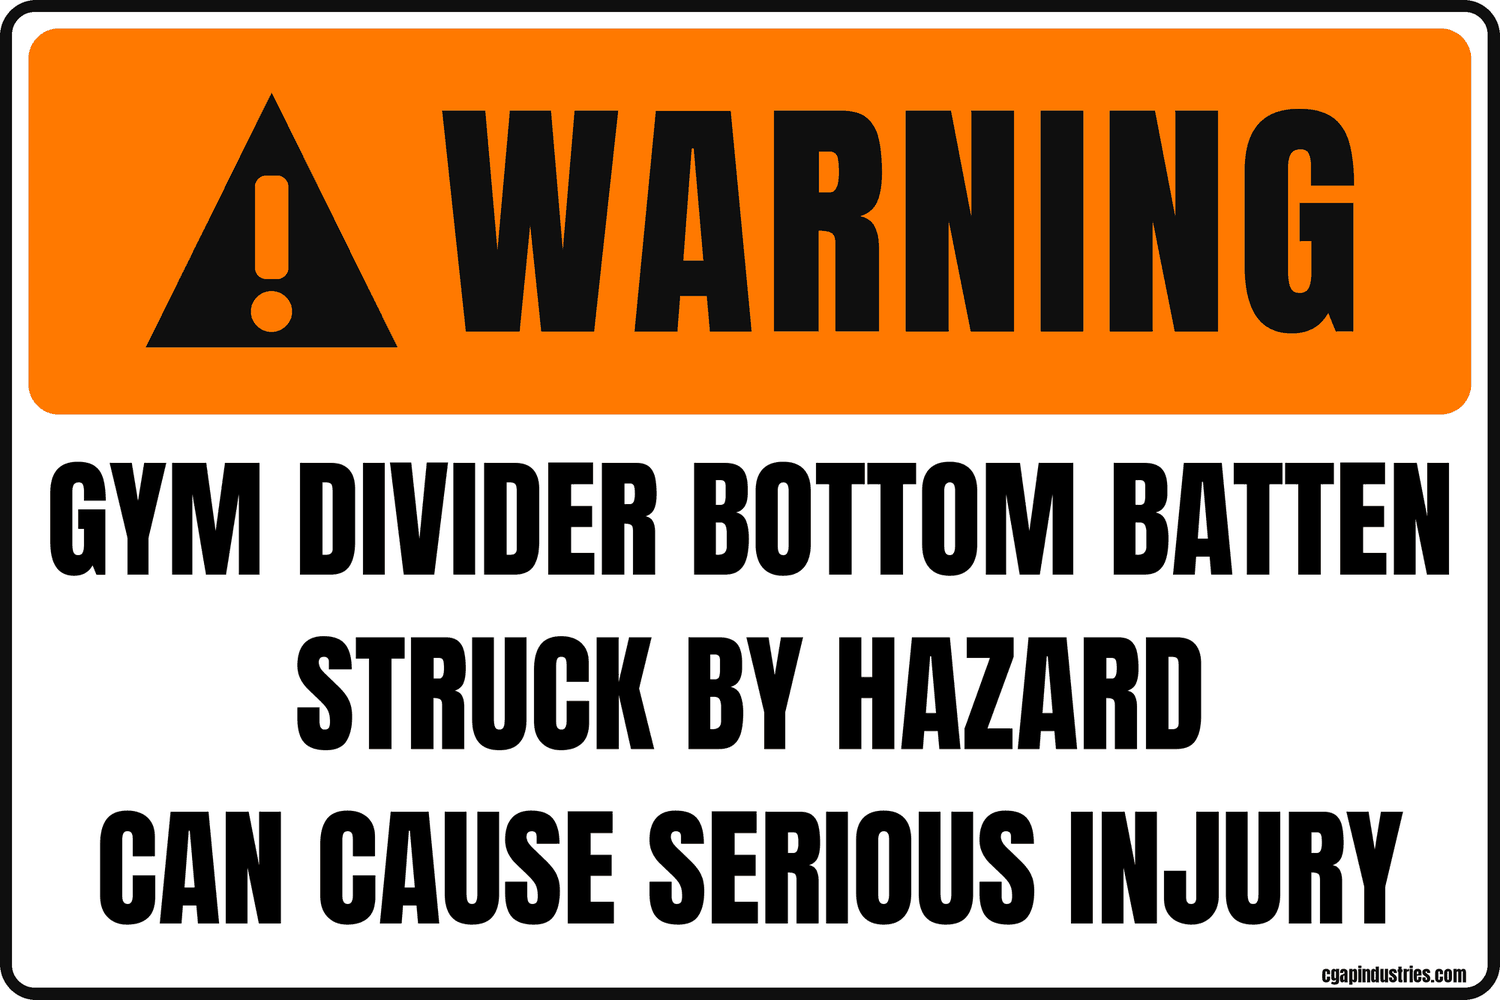 WARNING
GYM DIVIDER BOTTOM BATTEN
STRUCK BY HAZARD
CAN CAUSE SERIOUS INJURY
cgapindustries.com